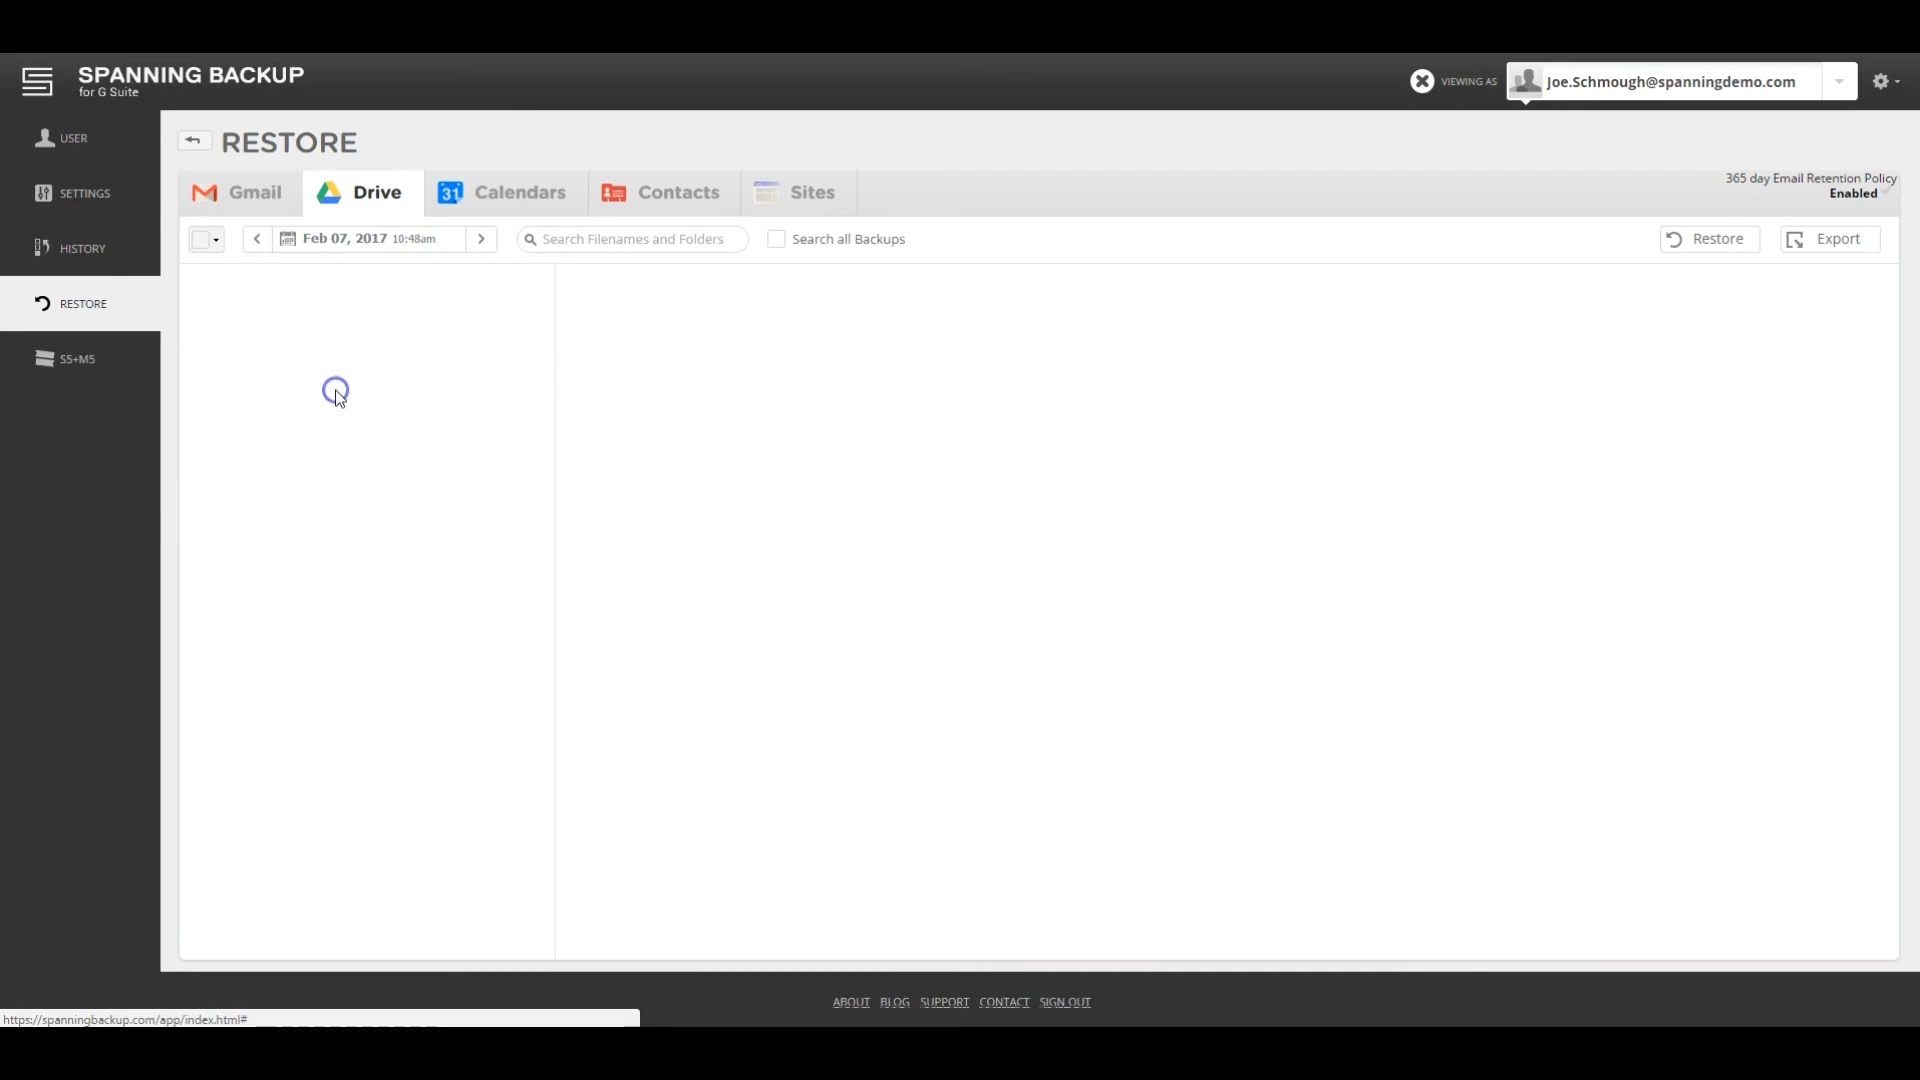 SPANNING BACKUP
for G Suite
VIEWING AS
Joe.Schmough@spanningdemo.com
USER
SETTINGS
HISTORY
RESTORE
S5+M5
RESTORE
Gmail
Drive
31
Calendars
Contacts
Sites
365 day Email Retention Policy
Enabled
Feb 07, 2017 10:48am
Search Filenames and Folders
Search all Backups
Restore
Export
ABOUT BLOG SUPPORT CONTACT SIGN OUT
https://spanningbackup.com/app/index.html#